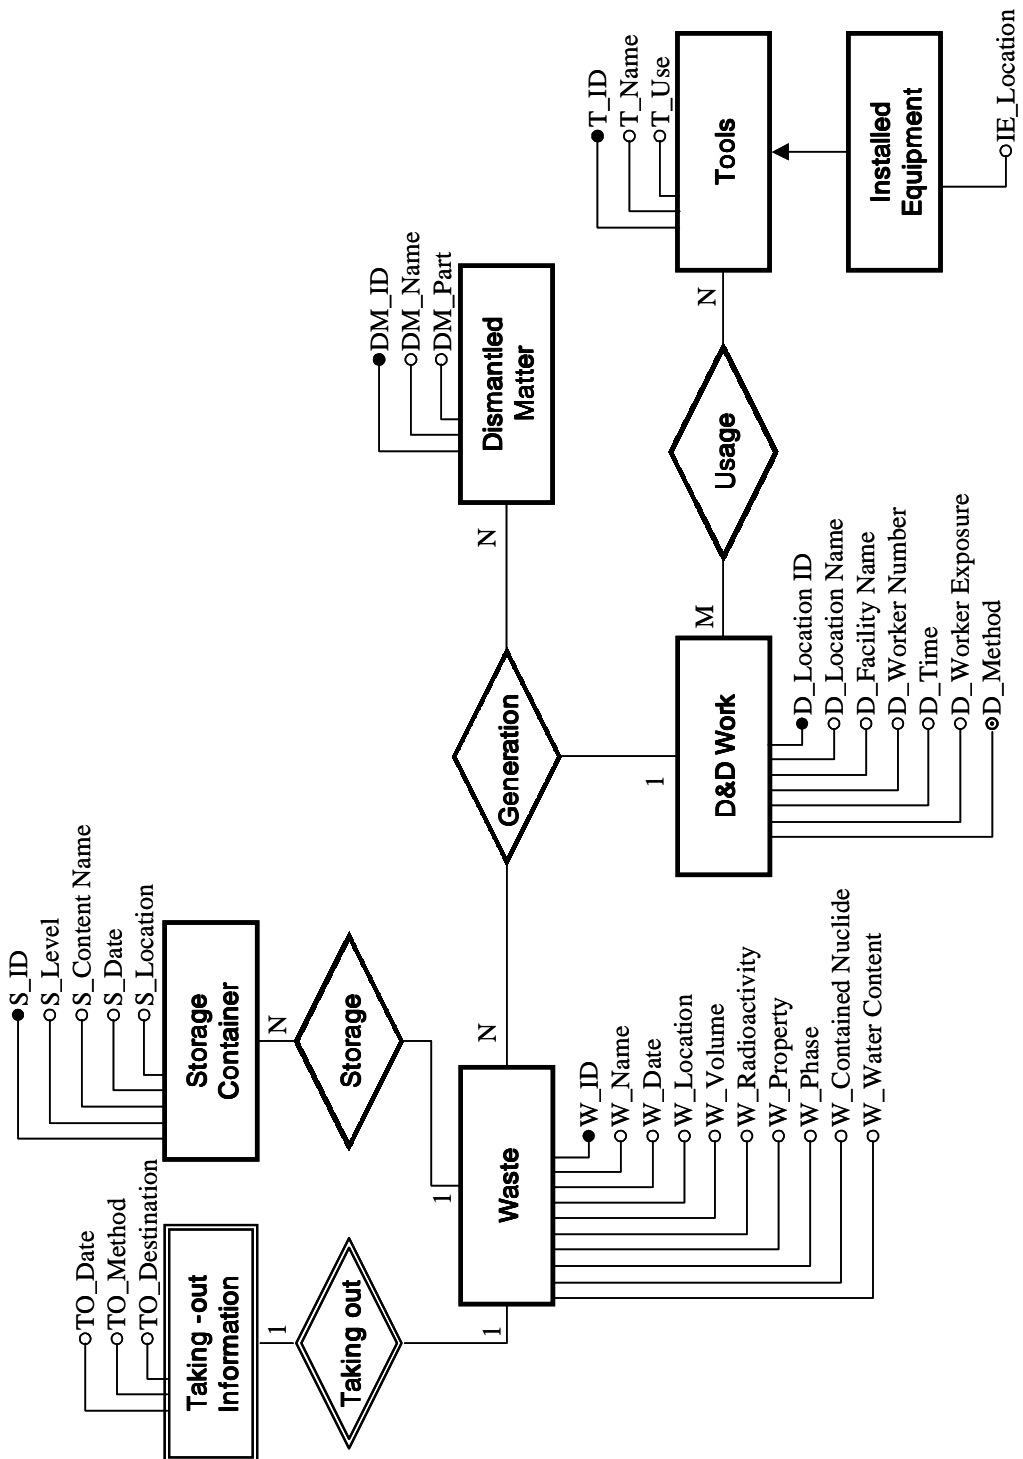 TO_Date
TO_Method
TO_Destination
Taking -out
Information
1
Taking out
1
S_ID
S_Level
S_Content Name
S_Date
S_Location
Storage
Container
N
Storage
1
Waste
W_ID
W_Name
W_Date
W_Location
W_Volume
W_Radioactivity
W_Property
W_Phase
W_Contained Nuclide
W_Water Content
N
Generation
N
1
DM_ID
DM_Name
DM_Part
Dismantled
Matter
D&D Work
D_Location ID
D_Location Name
D_Facility Name
D_Worker Number
D_Time
D_Worker Exposure
D_Method
M
Usage
N
T_ID
T_Name
T_Use
Tools
Installed
Equipment
IE_Location